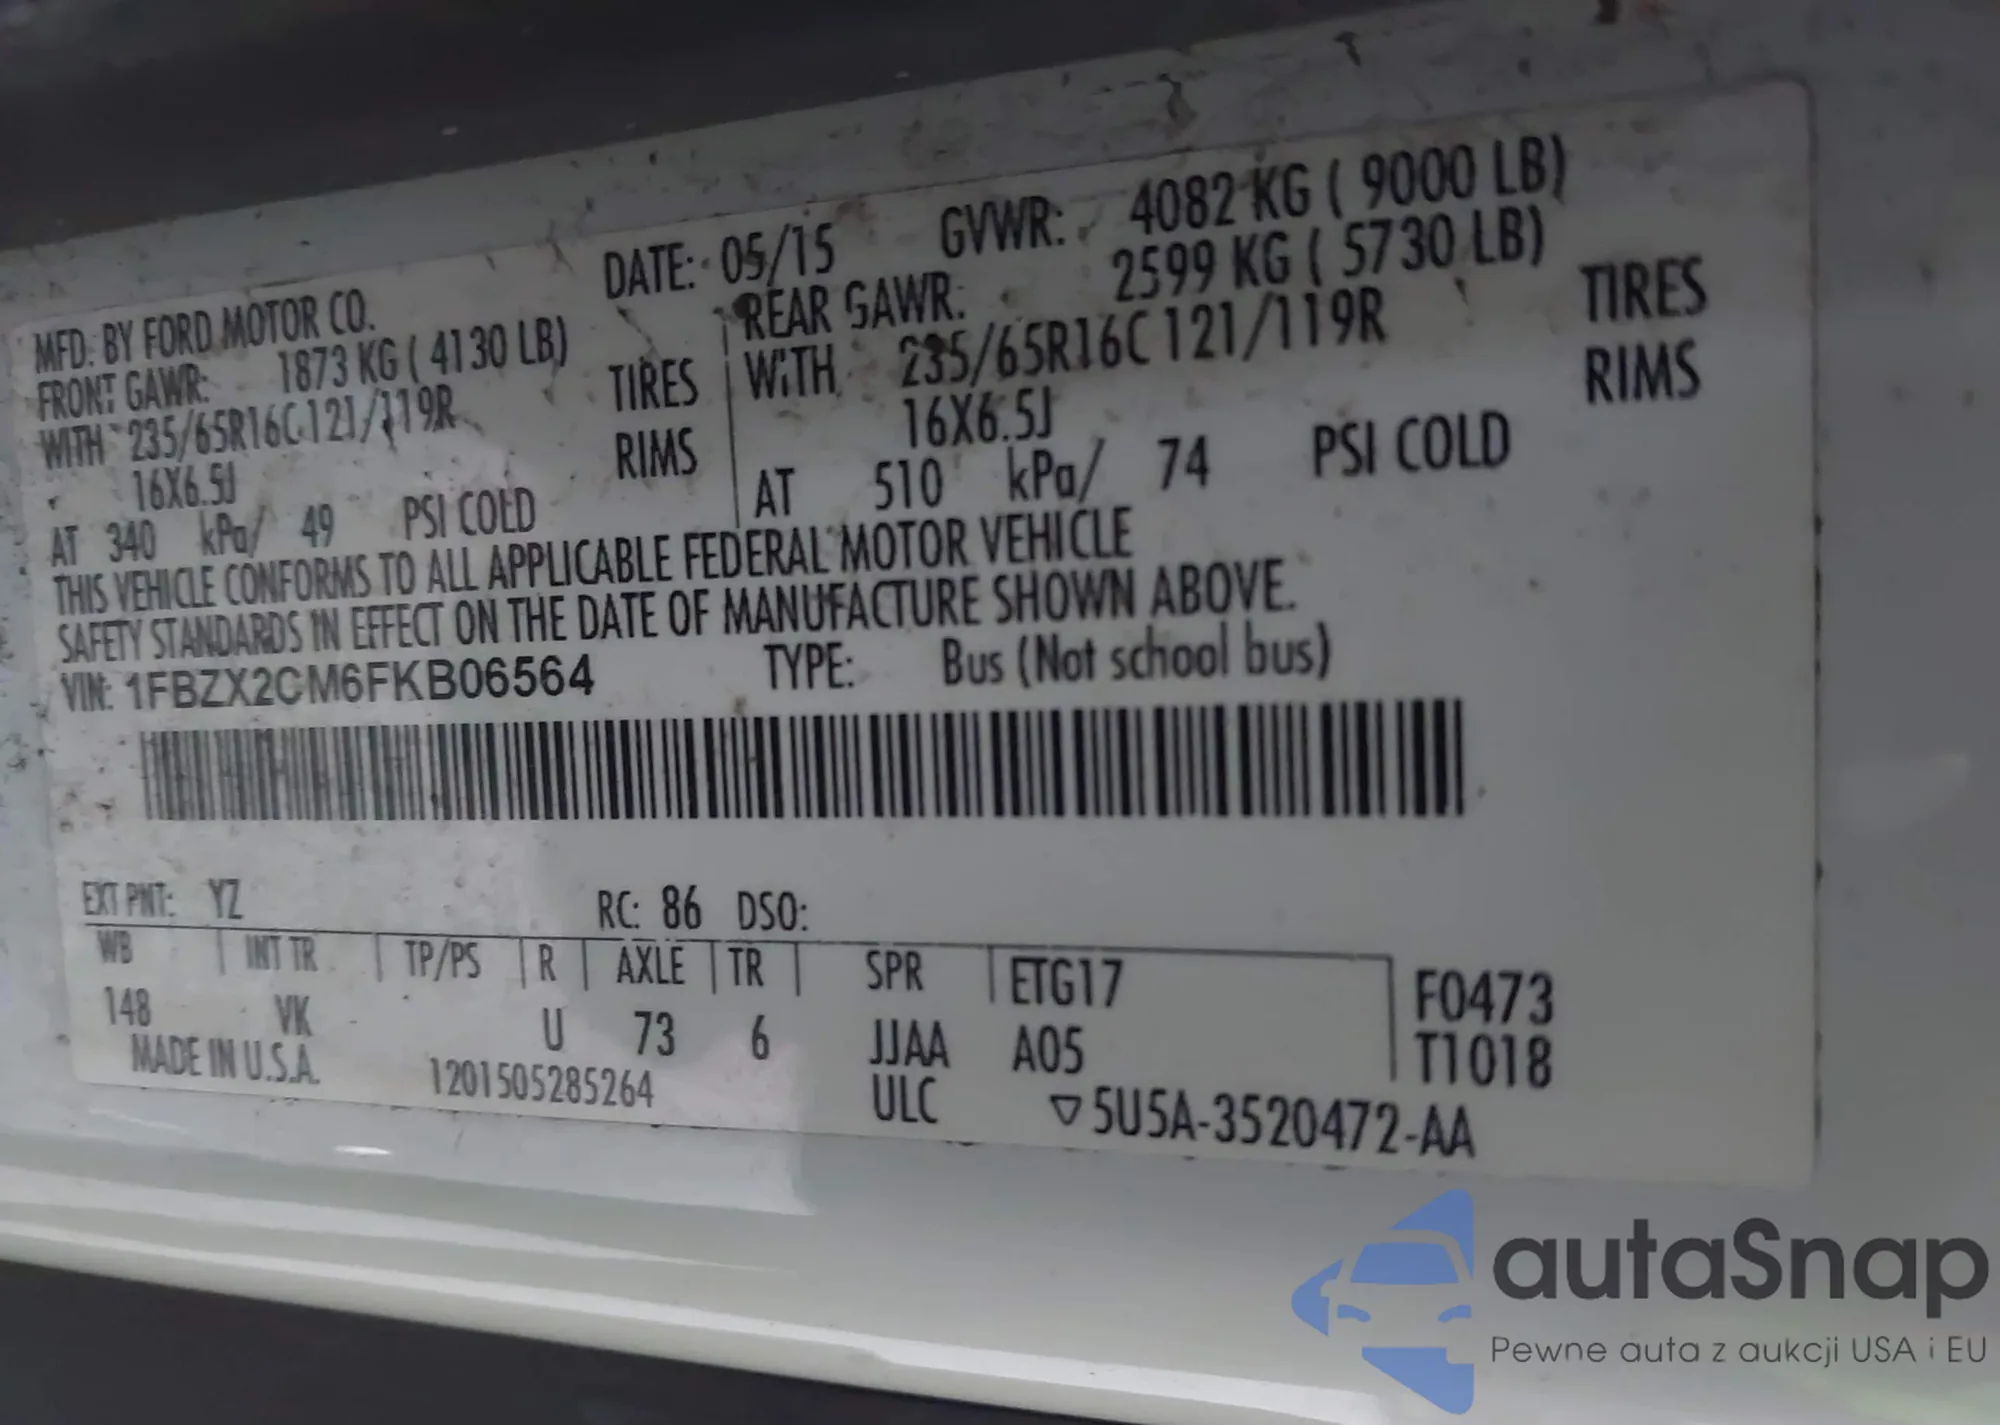 MFD. BY FORD MOTOR CO. DATE: 05/15 GVWR: 4082 KG ( 9000 LB)
FRONT GAWR: 1873 KG ( 4130 LB) REAR GAWR: 2599 KG ( 5730 LB)
WITH 235/65R16C 121/119R TIRES WITH 235/65R16C 121/119R TIRES
16X6.5J RIMS 16X6.5J RIMS
AT 340 kPa/ 49 PSI COLD AT 510 kPa/ 74 PSI COLD
THIS VEHICLE CONFORMS TO ALL APPLICABLE FEDERAL MOTOR VEHICLE
SAFETY STANDARDS IN EFFECT ON THE DATE OF MANUFACTURE SHOWN ABOVE.
VIN: 1FBZX2CM6FKB06564 TYPE: Bus (Not school bus)
EXT PNT: YZ RC: 86 DSO:
WB INT TR TP/PS R AXLE TR SPR ETG17 F0473
148 VK U 73 6 JJAA A05 T1018
MADE IN U.S.A. 1201505285264 ULC ▽5U5A-3520472-AA
autaSnap
Pewne auta z aukcji USA i EU